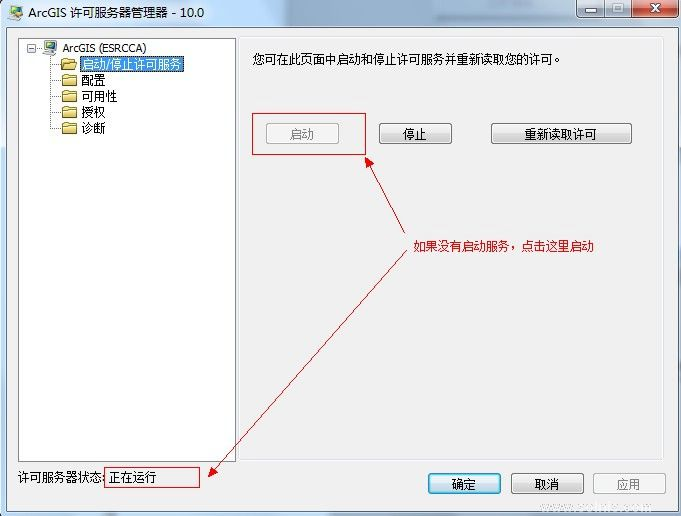 ArcGIS 许可服务器管理器 - 10.0
ArcGIS (ESRCCA)
启动/停止许可服务
配置
可用性
授权
诊断
您可在此页面中启动和停止许可服务并重新读取您的许可。
启动
停止
重新读取许可
如果没有启动服务，点击这里启动
许可服务器状态:
正在运行
确定
取消
应用